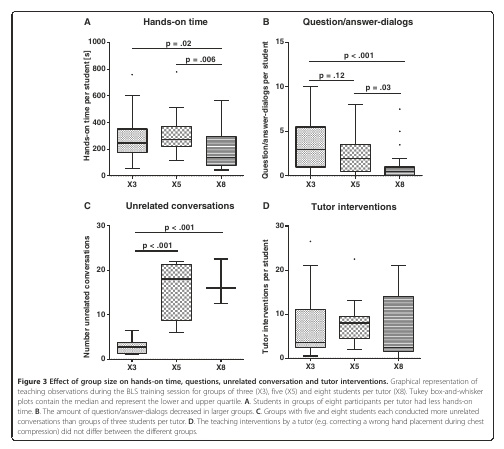 A Hands-on time
p = .02
p = .006
Hands-on time per student [s]
1000
800
600
400
200
0
X3 X5 X8
B Question/answer-dialogs
p < .001
p = .12
p = .03
Question/answer-dialogs per student
15
10
5
0
X3 X5 X8
C Unrelated conversations
p < .001
p < .001
Number unrelated conversations
30
20
10
0
X3 X5 X8
D Tutor interventions
Tutor interventions per student
30
20
10
0
X3 X5 X8
Figure 3 Effect of group size on hands-on time, questions, unrelated conversation and tutor interventions. Graphical representation of
teaching observations during the BLS training session for groups of three (X3), five (X5) and eight students per tutor (X8). Tukey box-and-whisker
plots contain the median and represent the lower and upper quartile. A. Students in groups of eight participants per tutor had less hands-on
time. B. The amount of question/answer-dialogs decreased in larger groups. C. Groups with five and eight students each conducted more unrelated
conversations than groups of three students per tutor. D. The teaching interventions by a tutor (e.g. correcting a wrong hand placement during chest
compression) did not differ between the different groups.